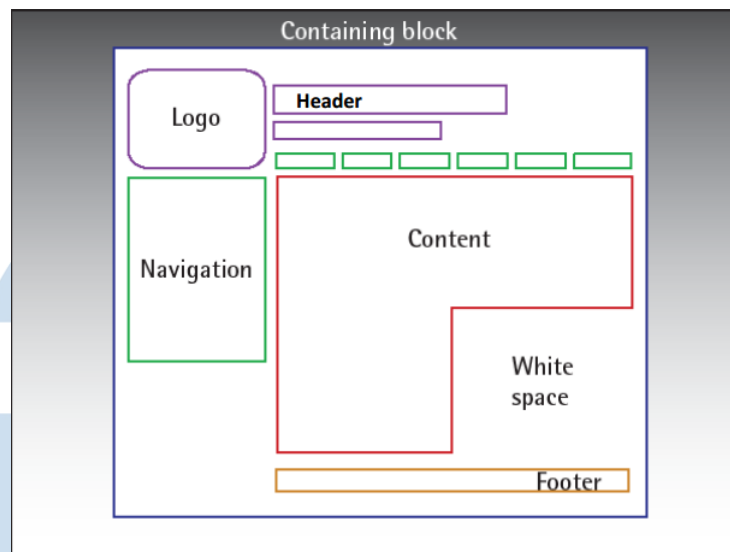 Containing block
Logo
Header
Navigation
Content
White
space
Footer